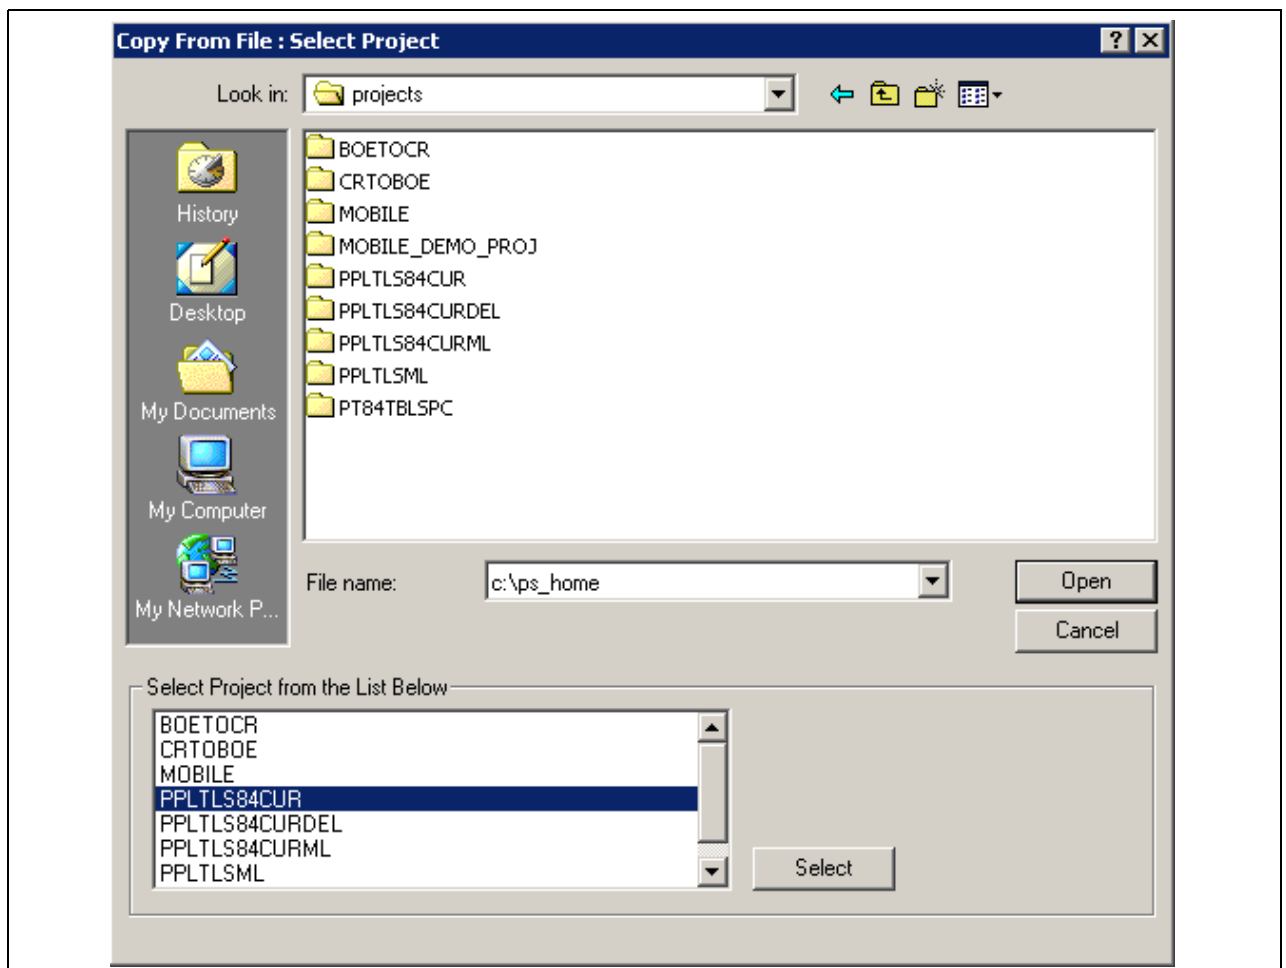 Copy From File : Select Project
Look in: projects
BOETOCR
CRTOBOE
MOBILE
MOBILE_DEMO_PROJ
PPLTLS84CUR
PPLTLS84CURDEL
PPLTLS84CURML
PPLTLSML
PT84TBLSPC
History
Desktop
My Documents
My Computer
My Network P...
File name: c:\ps_home Open
Cancel
Select Project from the List Below
BOETOCR
CRTOBOE
MOBILE
PPLTLS84CUR
PPLTLS84CURDEL
PPLTLS84CURML
PPLTLSML
Select